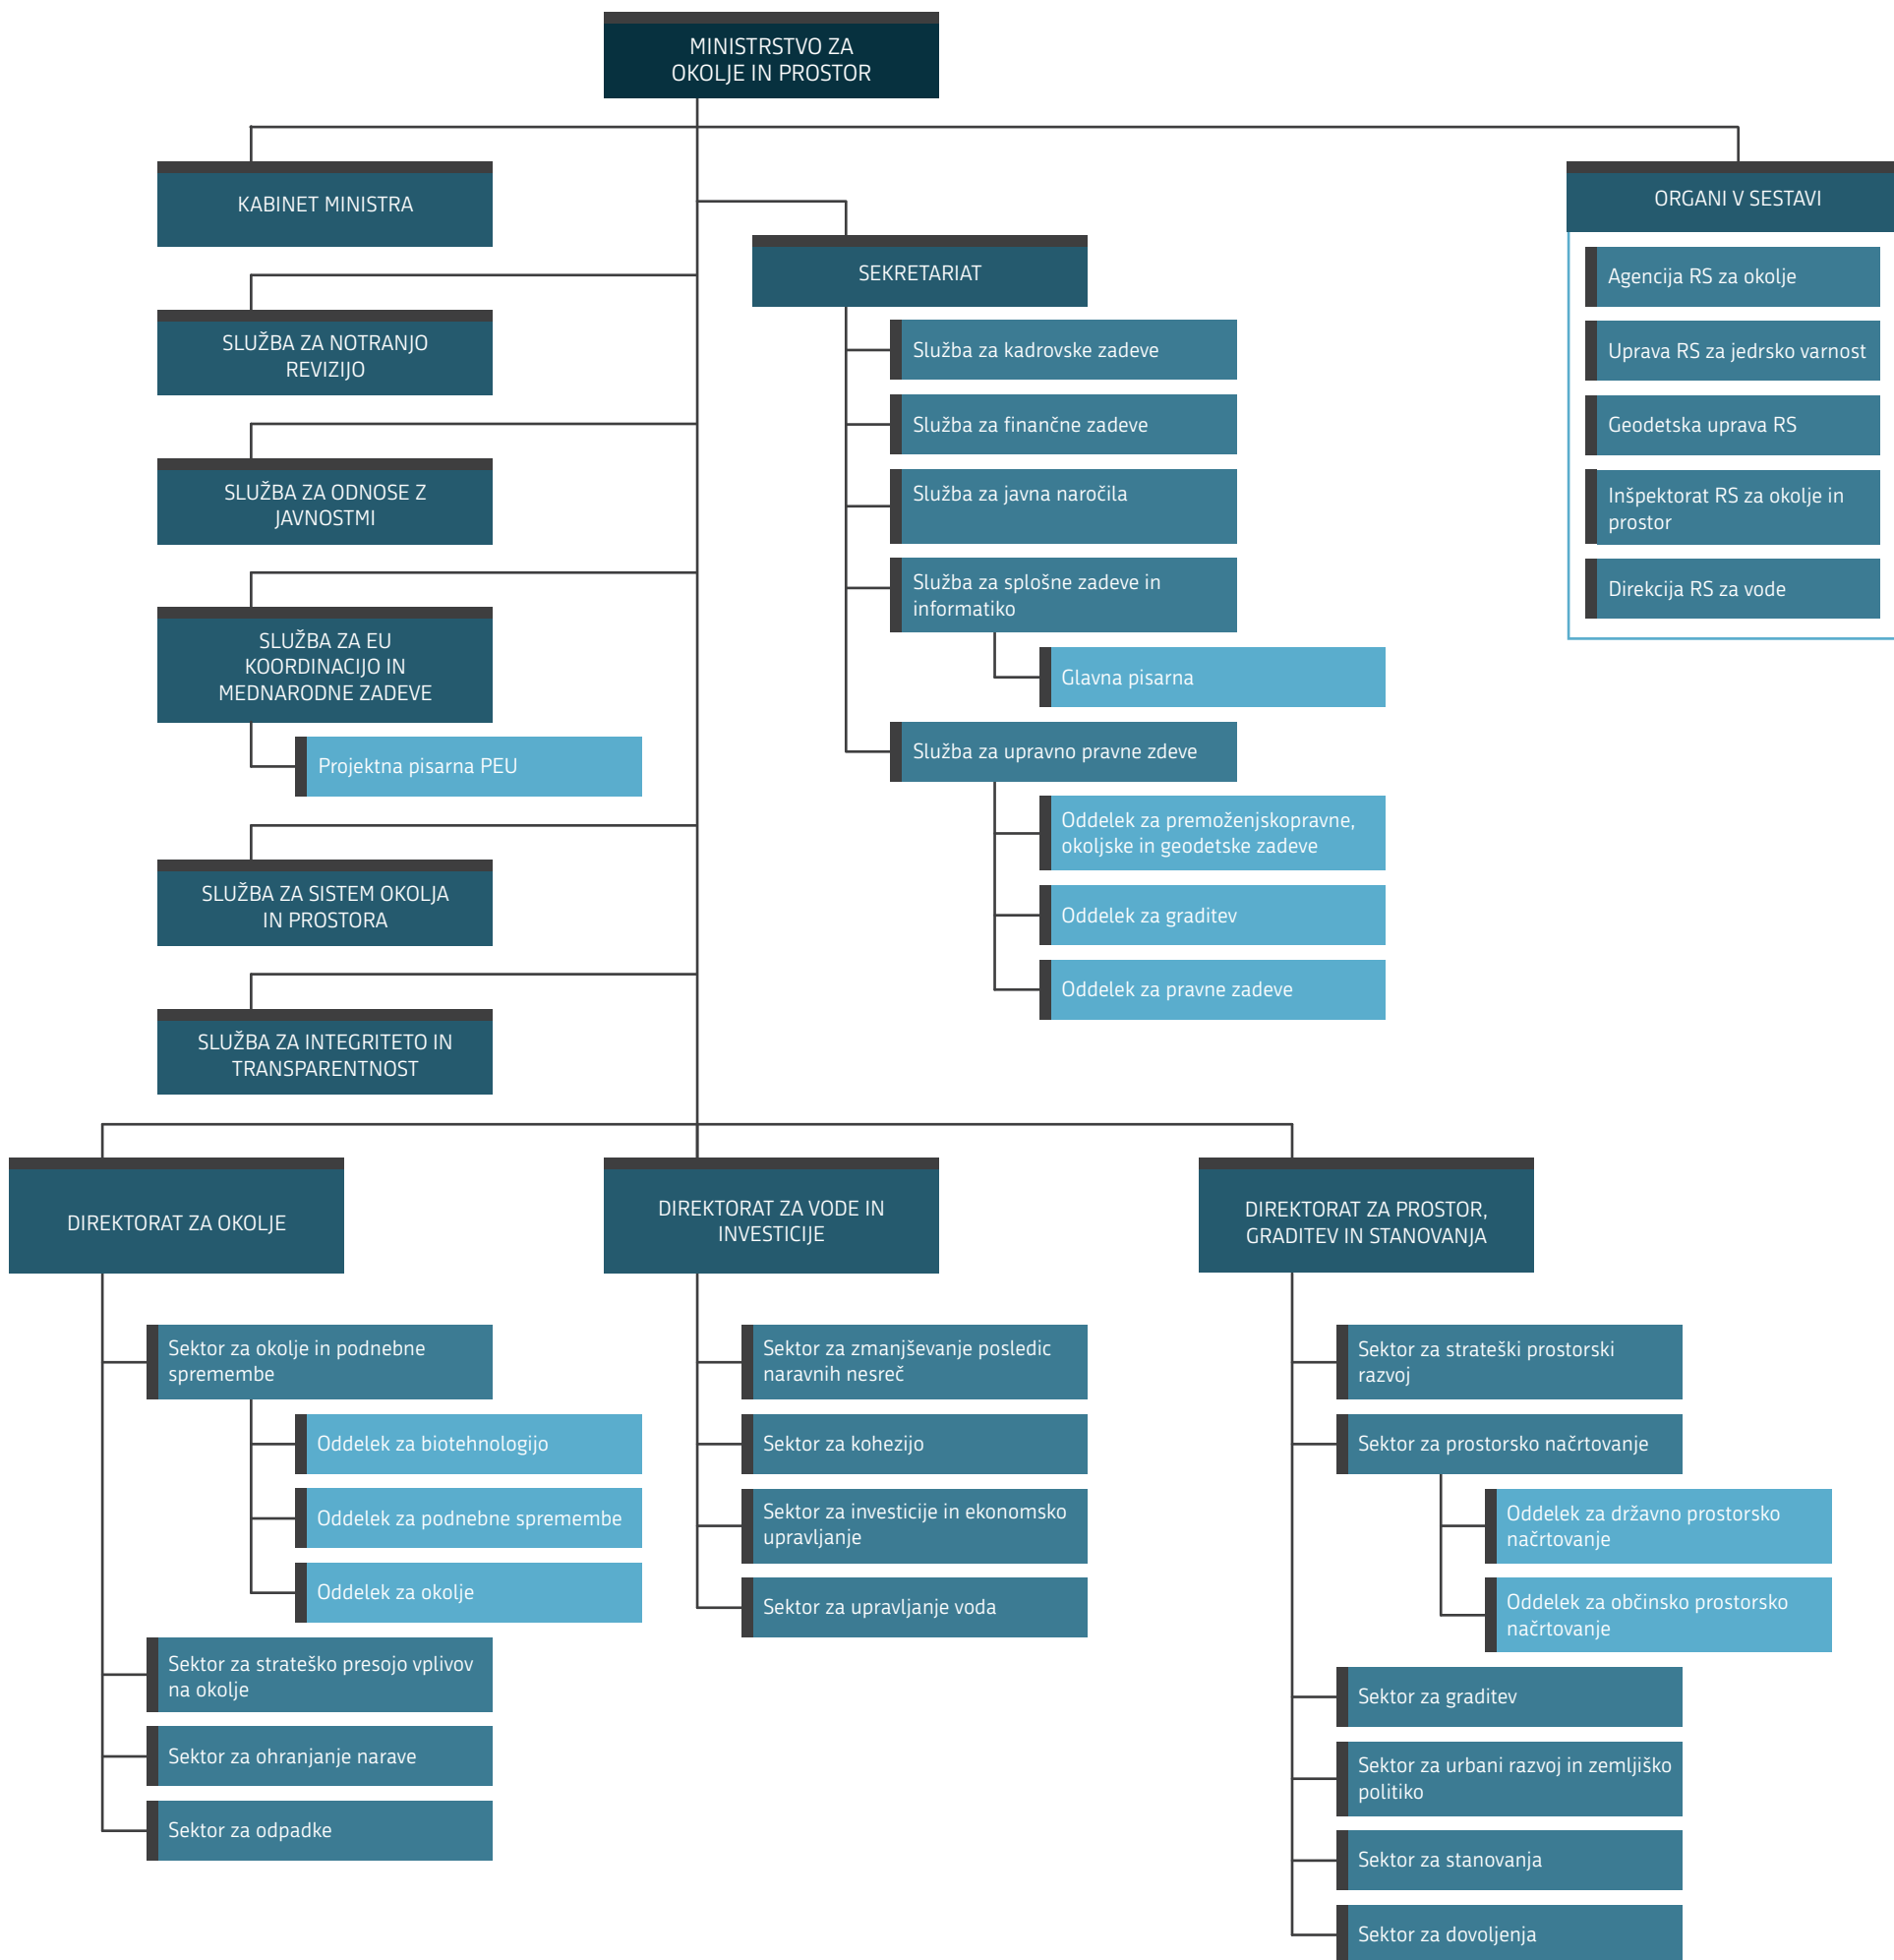 MINISTRSTVO ZA
OKOLJE IN PROSTOR
KABINET MINISTRA
SLUŽBA ZA NOTRANJO
REVIZIJO
SLUŽBA ZA ODNOSE Z
JAVNOSTMI
SLUŽBA ZA EU
KOORDINACIJO IN
MEDNARODNE ZADEVE
Projektna pisarna PEU
SLUŽBA ZA SISTEM OKOLJA
IN PROSTORA
SLUŽBA ZA INTEGRITETO IN
TRANSPARENTNOST
SEKRETARIAT
Služba za kadrovske zadeve
Služba za finančne zadeve
Služba za javna naročila
Služba za splošne zadeve in
informatiko
Glavna pisarna
Služba za upravno pravne zdeve
Oddelek za premoženjskopravne,
okoljske in geodetske zadeve
Oddelek za graditev
Oddelek za pravne zadeve
ORGANI V SESTAVI
Agencija RS za okolje
Uprava RS za jedrsko varnost
Geodetska uprava RS
Inšpektorat RS za okolje in
prostor
Direkcija RS za vode
DIREKTORAT ZA OKOLJE
Sektor za okolje in podnebne
spremembe
Oddelek za biotehnologijo
Oddelek za podnebne spremembe
Oddelek za okolje
Sektor za strateško presojo vplivov
na okolje
Sektor za ohranjanje narave
Sektor za odpadke
DIREKTORAT ZA VODE IN
INVESTICIJE
Sektor za zmanjševanje posledic
naravnih nesreč
Sektor za kohezijo
Sektor za investicije in ekonomsko
upravljanje
Sektor za upravljanje voda
DIREKTORAT ZA PROSTOR,
GRADITEV IN STANOVANJA
Sektor za strateški prostorski
razvoj
Sektor za prostorsko načrtovanje
Oddelek za državno prostorsko
načrtovanje
Oddelek za občinsko prostorsko
načrtovanje
Sektor za graditev
Sektor za urbani razvoj in zemljiško
politiko
Sektor za stanovanja
Sektor za dovoljenja